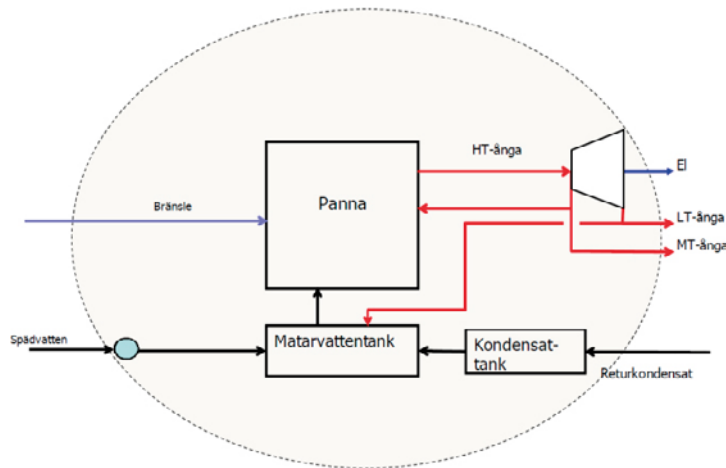 HT-ånga
El
Panna
Bränsle
LT-ånga
MT-ånga
Spädvatten
Matarvattentank
Kondensat-
tank
Returkondensat